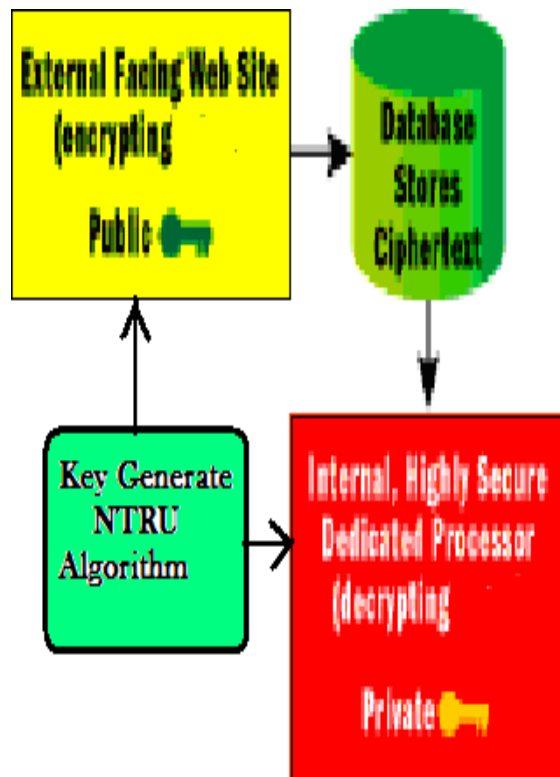 External Facing Web Site
(encrypting
Public
Database
Stores
Ciphertext
Key Generate
NTRU
Algorithm
Internal, Highly Secure
Dedicated Processor
(decrypting
Private